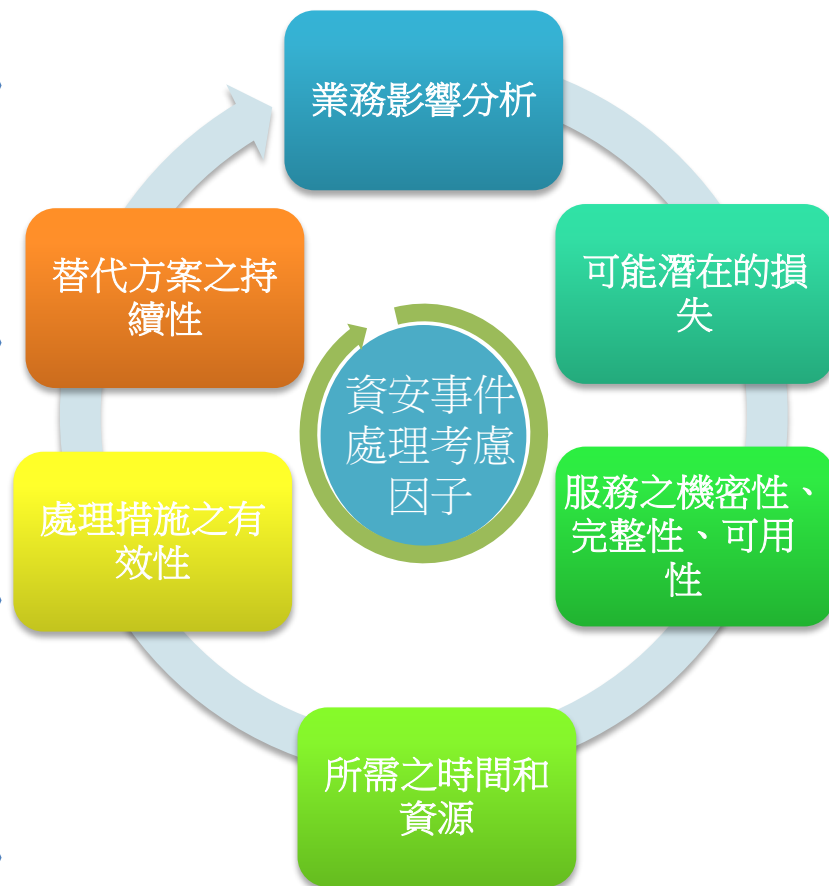 業務影響分析
可能潛在的損
失
服務之機密性、
完整性、可用
性
所需之時間和
資源
處理措施之有
效性
替代方案之持
續性
資安事件
處理考慮
因子